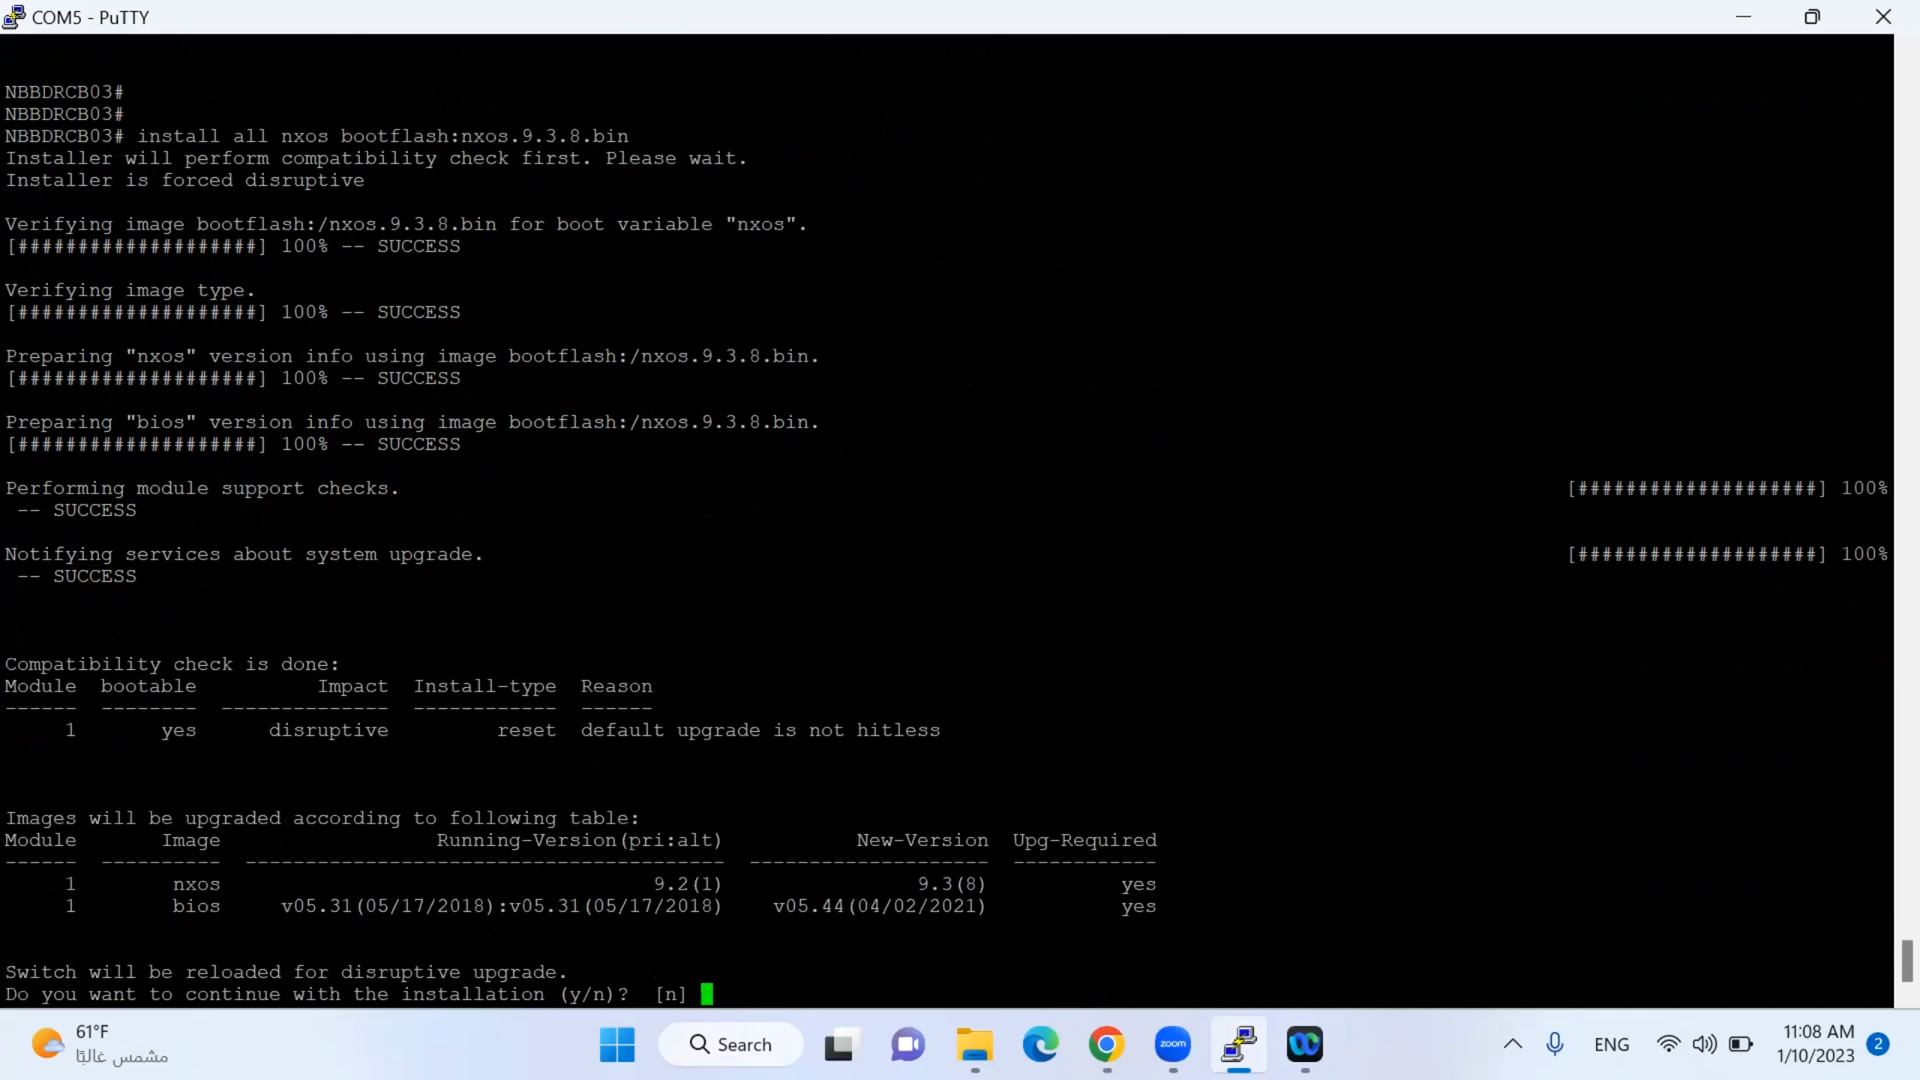 COM5 - PuTTY
NBBDRCB03#
NBBDRCB03#
NBBDRCB03# install all nxos bootflash:nxos.9.3.8.bin
Installer will perform compatibility check first. Please wait.
Installer is forced disruptive
Verifying image bootflash:/nxos.9.3.8.bin for boot variable "nxos".
[####################] 100% -- SUCCESS
Verifying image type.
[####################] 100% -- SUCCESS
Preparing "nxos" version info using image bootflash:/nxos.9.3.8.bin.
[####################] 100% -- SUCCESS
Preparing "bios" version info using image bootflash:/nxos.9.3.8.bin.
[####################] 100% -- SUCCESS
Performing module support checks. [####################] 100%
-- SUCCESS
Notifying services about system upgrade. [####################] 100%
-- SUCCESS
Compatibility check is done:
Module bootable Impact Install-type Reason
------ -------- -------------- ------------ ------
1 yes disruptive reset default upgrade is not hitless
Images will be upgraded according to following table:
Module Image Running-Version(pri:alt) New-Version Upg-Required
------ ---------- ---------------------------------------- -------------------- ------------
1 nxos 9.2(1) 9.3(8) yes
1 bios v05.31(05/17/2018):v05.31(05/17/2018) v05.44(04/02/2021) yes
Switch will be reloaded for disruptive upgrade.
Do you want to continue with the installation (y/n)? [n]
61°F
مشمس غالبًا
Search
zoom
ENG
11:08 AM
1/10/2023
2